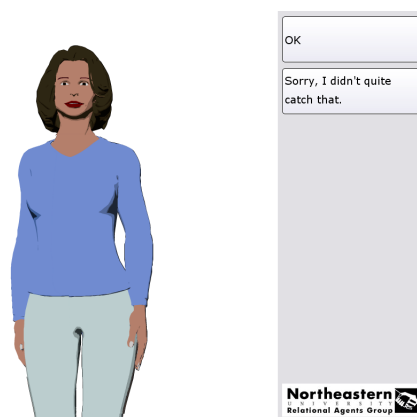 OK
Sorry, I didn't quite
catch that.
Northeastern
UNIVERSITY
Relational Agents Group